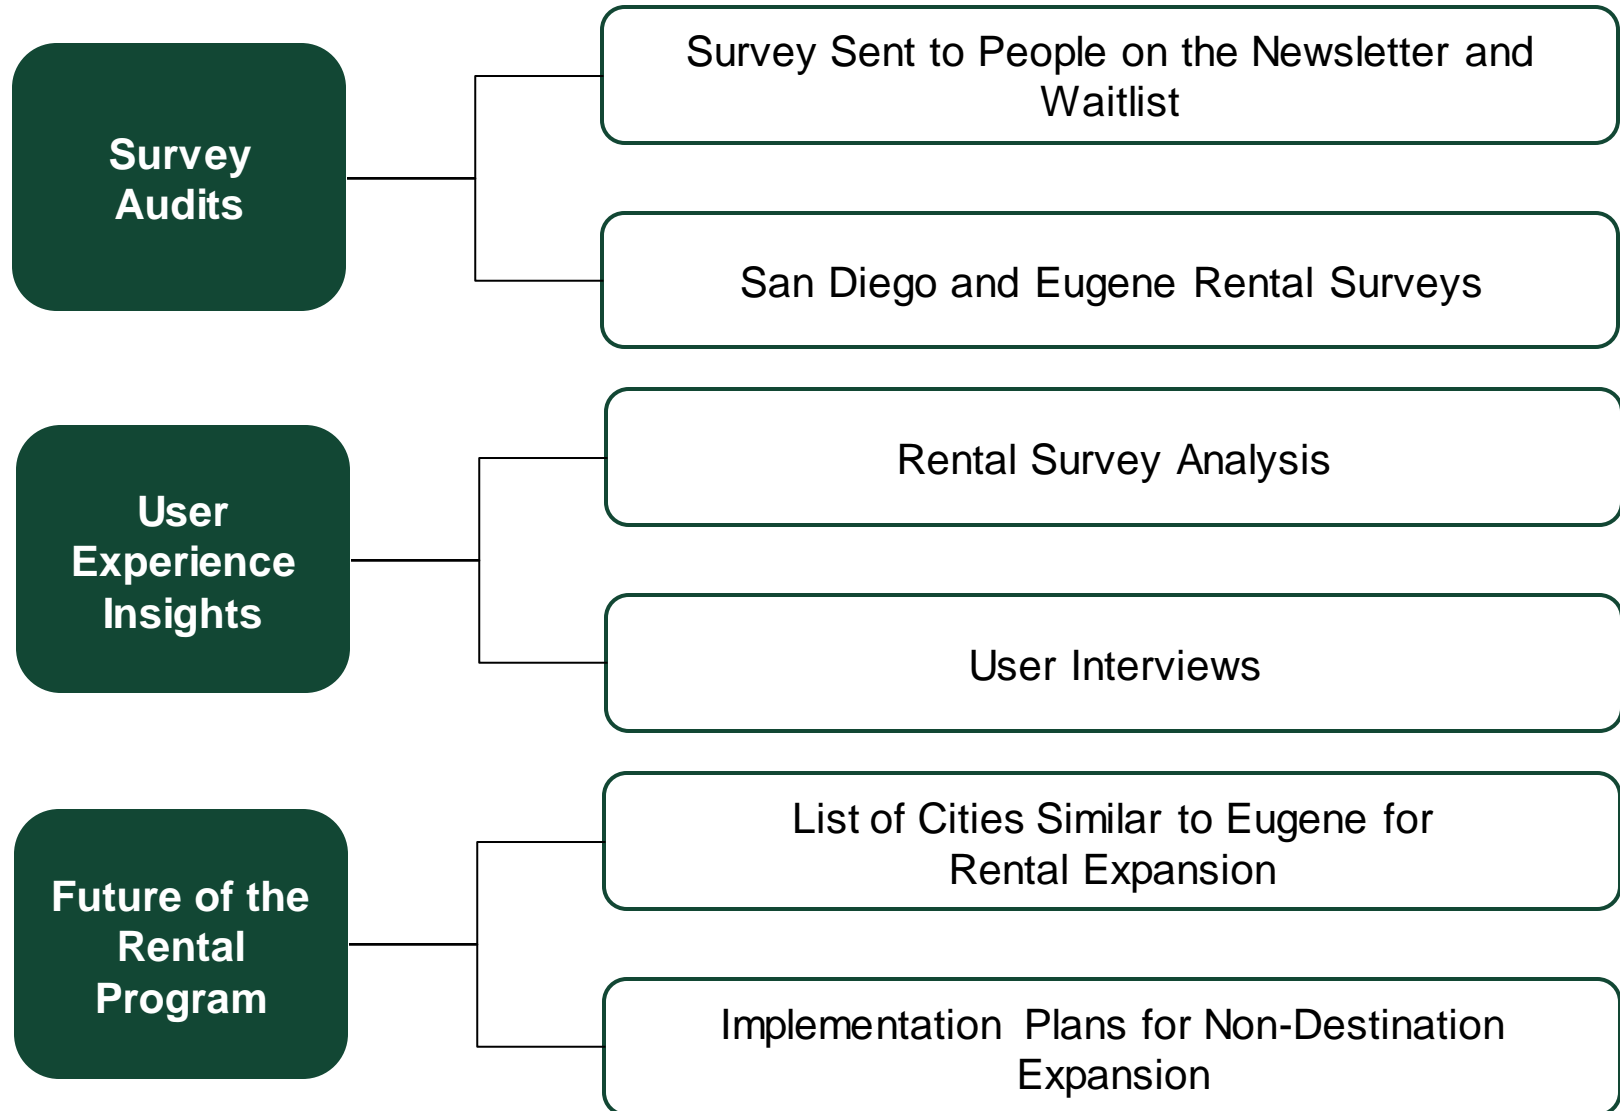 Survey Sent to People on the Newsletter and
Waitlist
Survey
Audits
San Diego and Eugene Rental Surveys
Rental Survey Analysis
User
Experience
Insights
User Interviews
List of Cities Similar to Eugene for
Rental Expansion
Future of the
Rental
Program
Implementation Plans for Non-Destination
Expansion